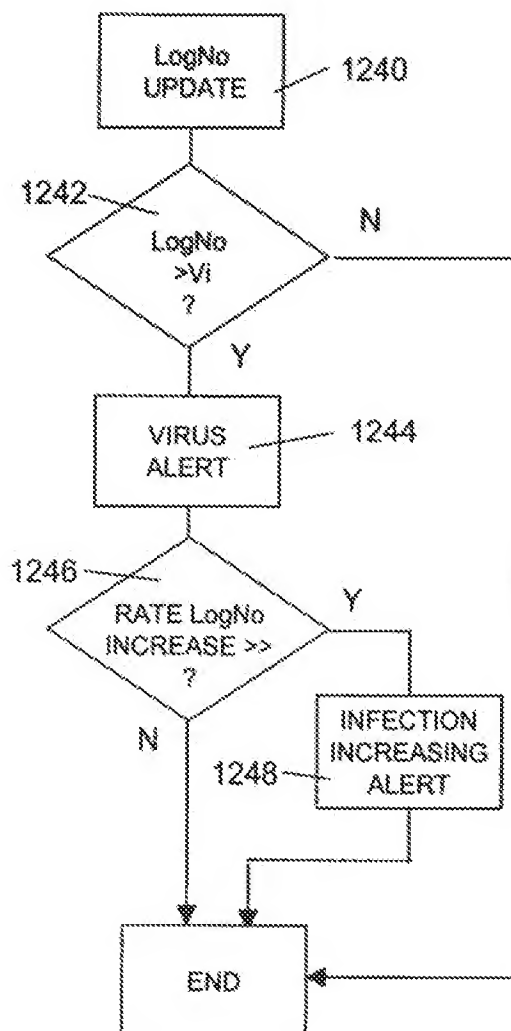 LogNo
UPDATE
1240
1242
LogNo
>Vi
?
N
Y
VIRUS
ALERT
1244
1246
RATE LogNo
INCREASE >>
?
Y
N
INFECTION
INCREASING
ALERT
1248
END